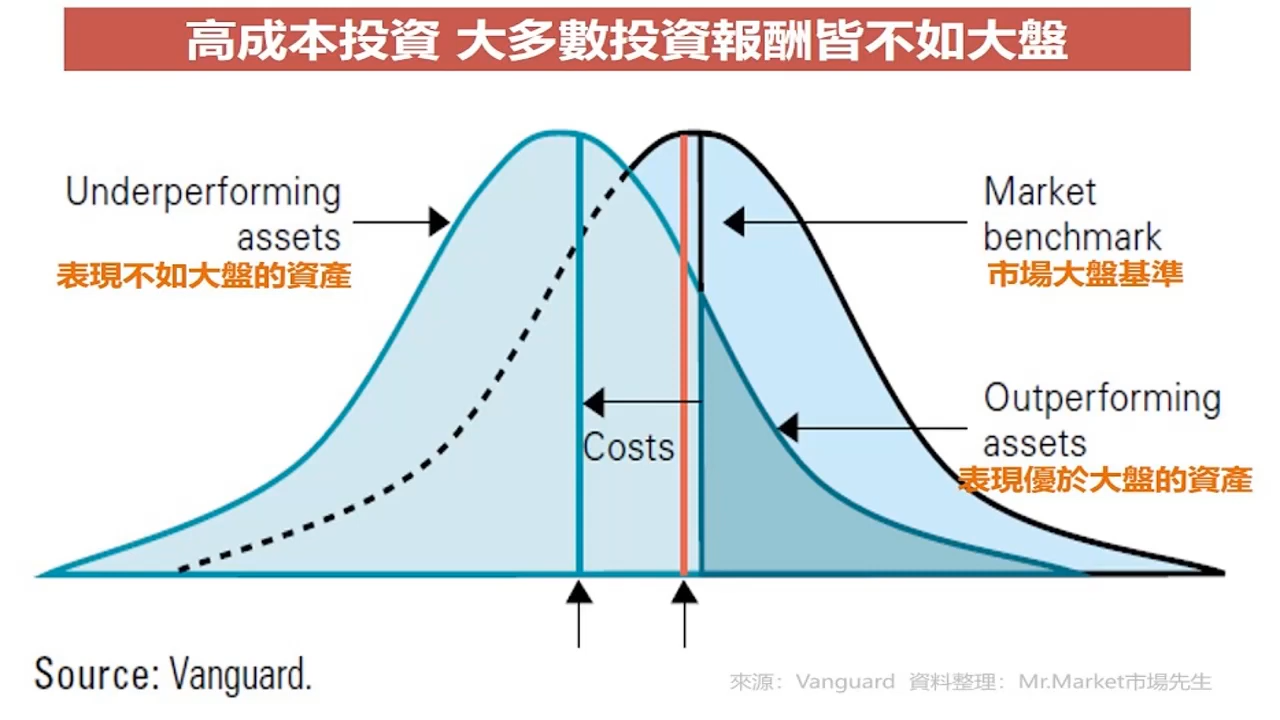 高成本投資 大多數投資報酬皆不如大盤
Underperforming
assets
表現不如大盤的資產
Market
benchmark
市場大盤基準
Costs
Outperforming
assets
表現優於大盤的資產
Source: Vanguard.
來源：Vanguard 資料整理：Mr.Market市場先生